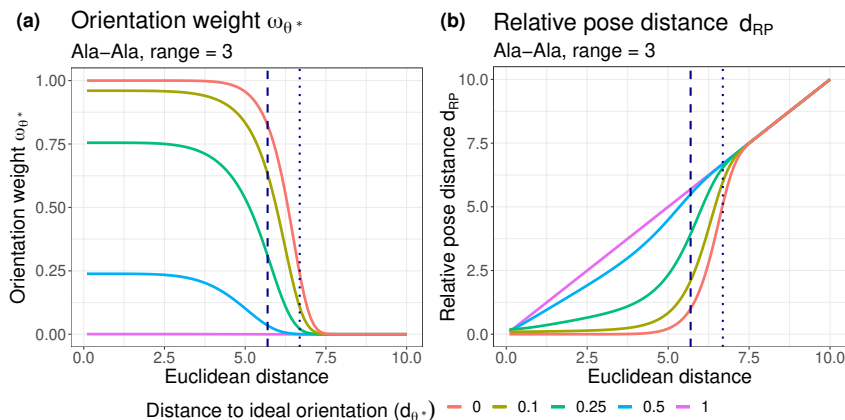 (a) Orientation weight ωθ*
Ala−Ala, range = 3
Orientation weight ωθ*
1.00
0.75
0.50
0.25
0.00
0.0 2.5 5.0 7.5 10.0
Euclidean distance
(b) Relative pose distance dRP
Ala−Ala, range = 3
Relative pose distance dRP
10.0
7.5
5.0
2.5
0.0
0.0 2.5 5.0 7.5 10.0
Euclidean distance
Distance to ideal orientation (dθ*) 0 0.1 0.25 0.5 1